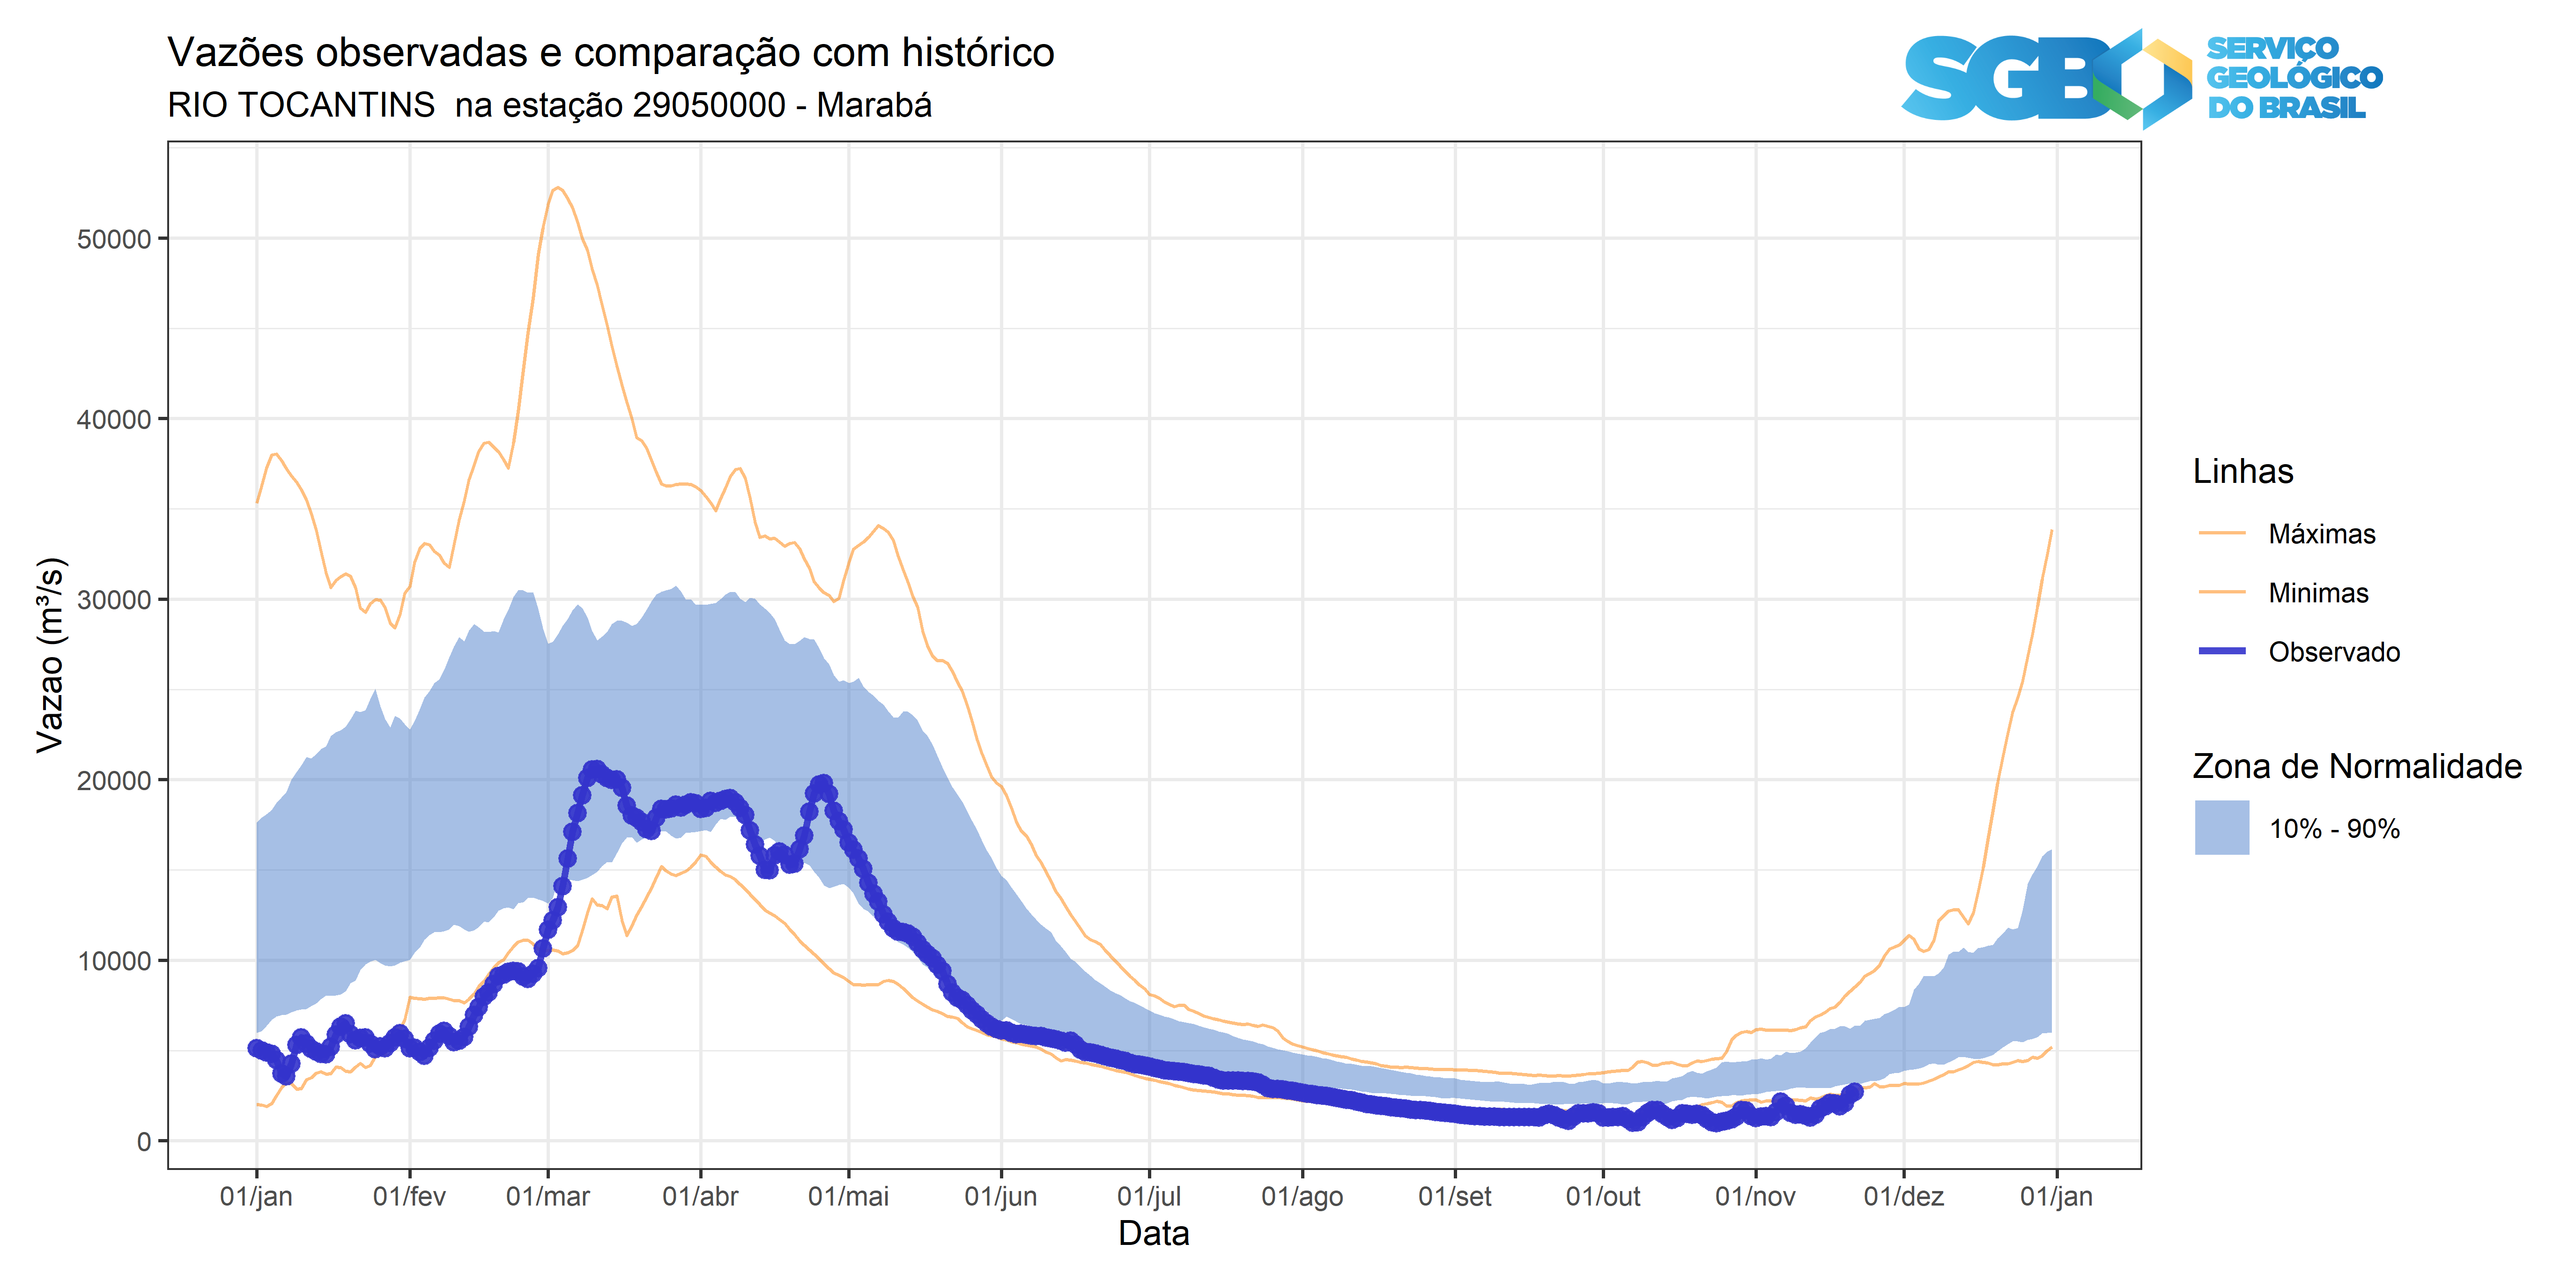 Vazões observadas e comparação com histórico
RIO TOCANTINS  na estação 29050000 - Marabá
SGB
SERVIÇO
GEOLÓGICO
DO BRASIL
Vazao (m³/s)
50000
40000
30000
20000
10000
0
01/jan
01/fev
01/mar
01/abr
01/mai
01/jun
01/jul
01/ago
01/set
01/out
01/nov
01/dez
01/jan
Data
Linhas
Máximas
Minimas
Observado
Zona de Normalidade
10% - 90%